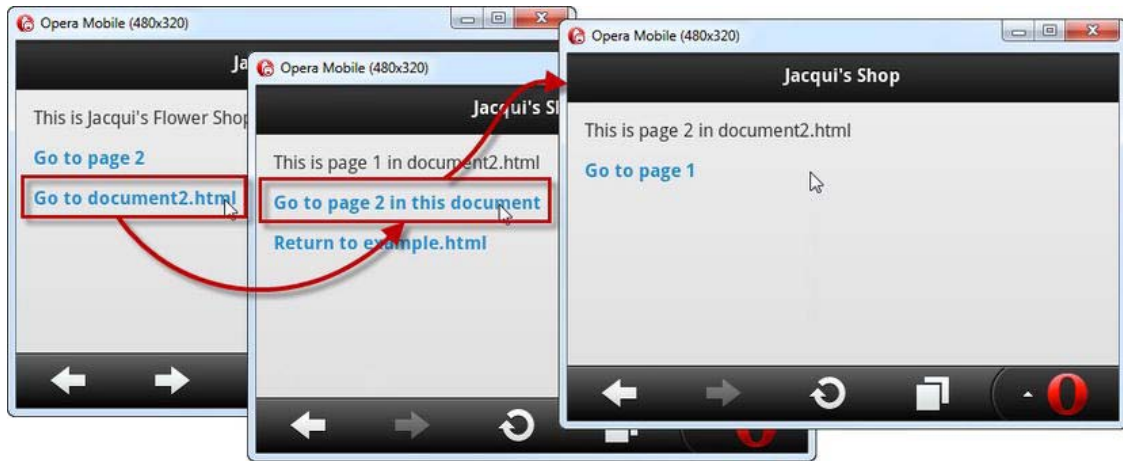 Opera Mobile (480x320)
Ja
This is Jacqui's Flower Shop
Go to page 2
Go to document2.html
Opera Mobile (480x320)
Jacqui's S
This is page 1 in document2.html
Go to page 2 in this document
Return to example.html
Opera Mobile (480x320)
Jacqui's Shop
This is page 2 in document2.html
Go to page 1